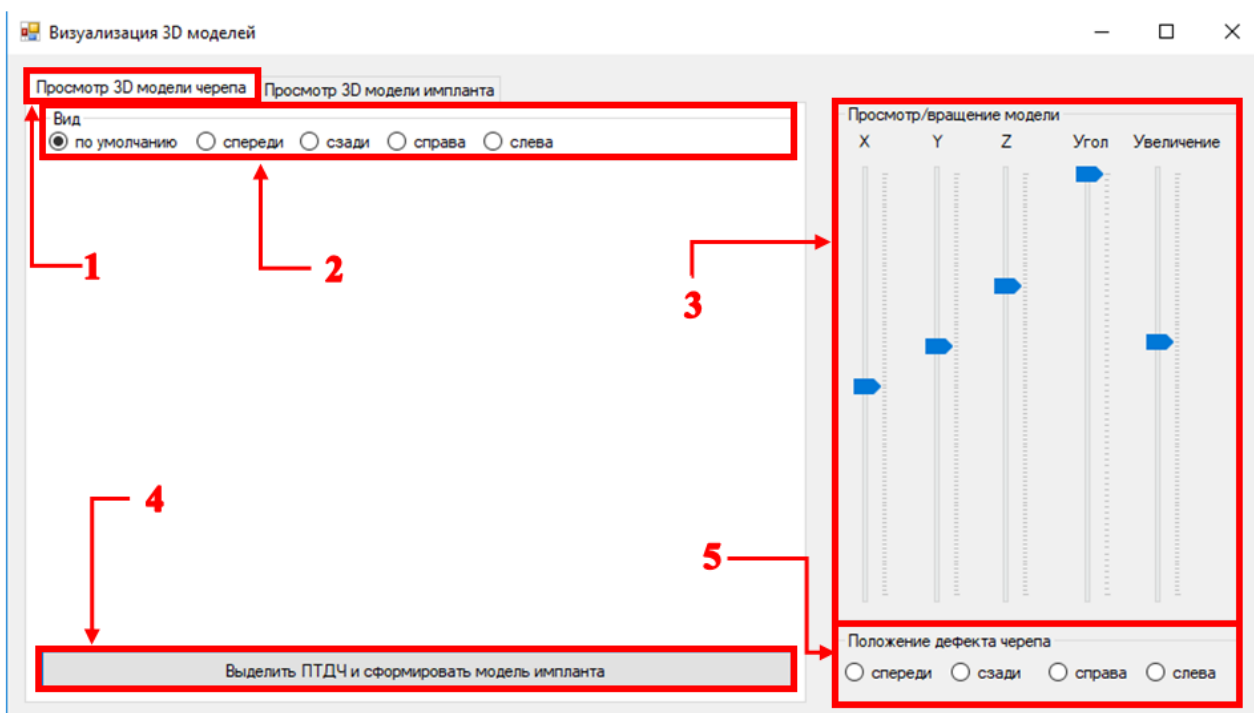 Визуализация 3D моделей
Просмотр 3D модели черепа Просмотр 3D модели импланта
Вид
по умолчанию спереди сзади справа слева
1
2
4
Выделить ПТДЧ и сформировать модель импланта
Просмотр/вращение модели
X Y Z Угол Увеличение
3
5
Положение дефекта черепа
спереди сзади справа слева